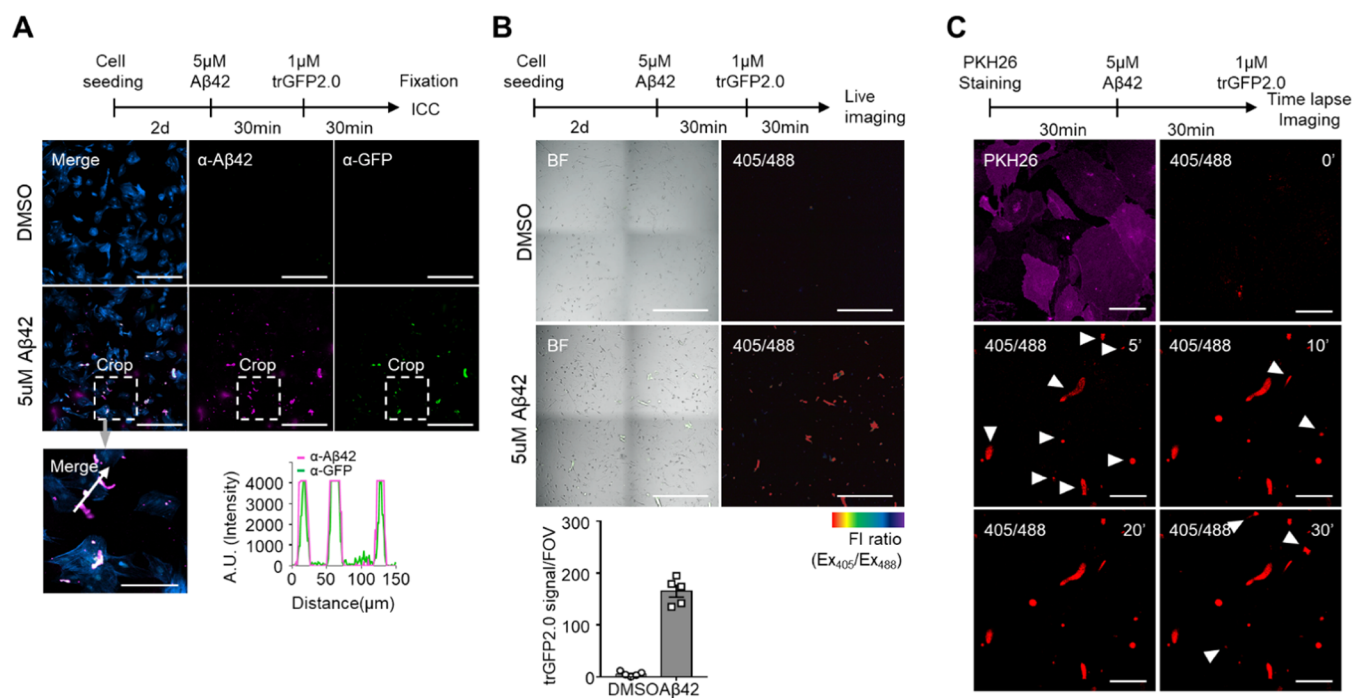 A
Cell
seeding
5μM
Aβ42
1μM
trGFP2.0
Fixation
ICC
2d
30min
30min
DMSO
Merge
α-Aβ42
α-GFP
5uM Aβ42
Crop
Crop
Crop
Merge
α-Aβ42
α-GFP
A.U. (Intensity)
4000
3000
2000
1000
0
0
50
100
150
Distance(μm)
B
Cell
seeding
5μM
Aβ42
1μM
trGFP2.0
Live
imaging
2d
30min
30min
DMSO
BF
405/488
5uM Aβ42
BF
405/488
FI ratio
(Ex405/Ex488)
trGFP2.0 signal/FOV
300
200
100
0
DMSOAβ42
C
PKH26
Staining
5μM
Aβ42
1μM
trGFP2.0
Time lapse
Imaging
30min
30min
PKH26
405/488 0'
405/488 5'
405/488 10'
405/488 20'
405/488 30'